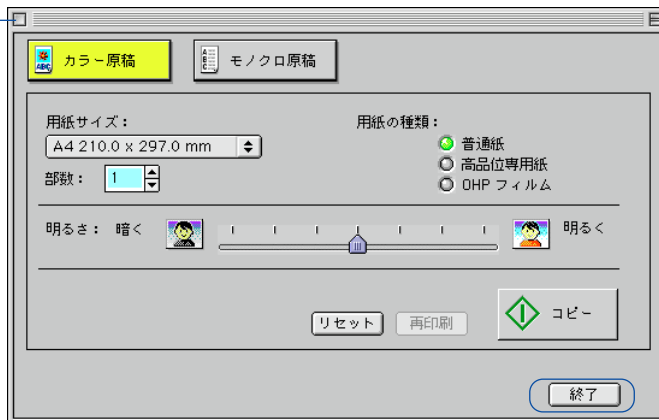 カラー原稿
モノクロ原稿
用紙サイズ：
A4 210.0 x 297.0 mm
部数： 1
用紙の種類：
普通紙
高品位専用紙
OHP フィルム
明るさ： 暗く 明るく
リセット 再印刷 コピー
終了